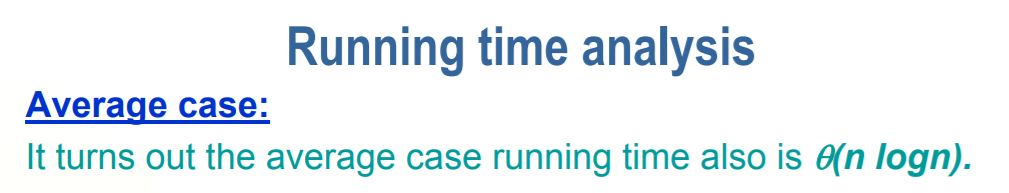 Running time analysis
Average case:
It turns out the average case running time also is θ(n logn).